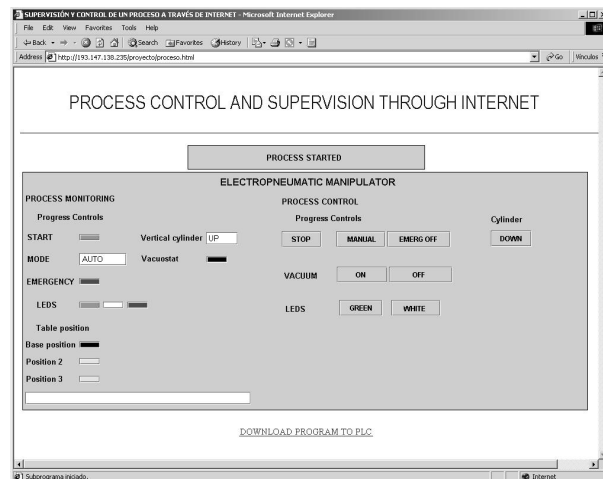 SUPERVISIÓN Y CONTROL DE UN PROCESO A TRAVÉS DE INTERNET - Microsoft Internet Explorer
File Edit View Favorites Tools Help
Back Search Favorites History
Address http://193.147.138.235/proyecto/proceso.html Go Vínculos
PROCESS CONTROL AND SUPERVISION THROUGH INTERNET
PROCESS STARTED
ELECTROPNEUMATIC MANIPULATOR
PROCESS MONITORING PROCESS CONTROL
Progress Controls Progress Controls Cylinder
START Vertical cylinder UP STOP MANUAL EMERG OFF DOWN
MODE AUTO Vacuostat
VACUUM ON OFF
EMERGENCY
LEDS LEDS GREEN WHITE
Table position
Base position
Position 2
Position 3
DOWNLOAD PROGRAM TO PLC
Subprograma iniciado. Internet